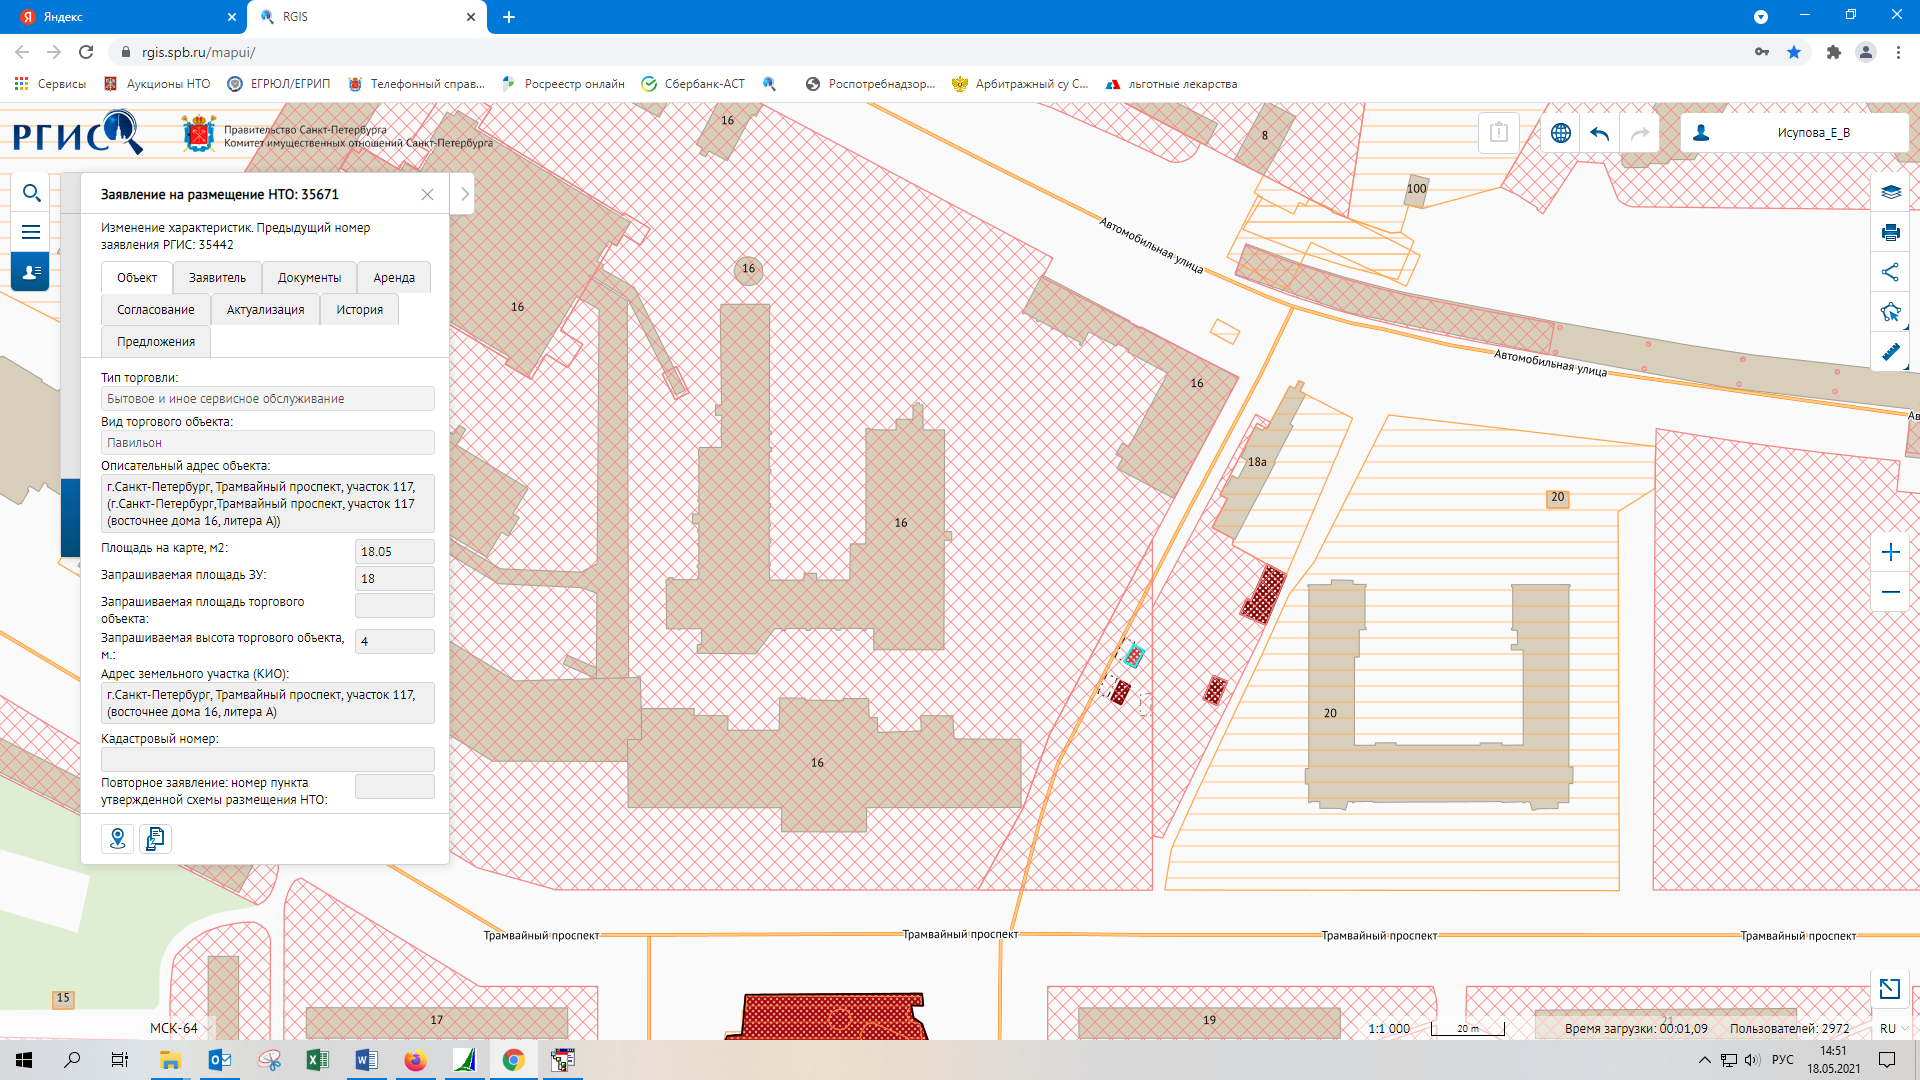 Яндекс
RGIS
rgis.spb.ru/mapui/
Сервисы
Аукционы НТО
ЕГРЮЛ/ЕГРИП
Телефонный справ...
Росреестр онлайн
Сбербанк-АСТ
Роспотребнадзор...
Арбитражный су С...
льготные лекарства
РГИС
Правительство Санкт-Петербурга
Комитет имущественных отношений Санкт-Петербурга
Исупова_Е_В
Заявление на размещение НТО: 35671
Изменение характеристик. Предыдущий номер
заявления РГИС: 35442
Объект
Заявитель
Документы
Аренда
Согласование
Актуализация
История
Предложения
Тип торговли:
Бытовое и иное сервисное обслуживание
Вид торгового объекта:
Павильон
Описательный адрес объекта:
г.Санкт-Петербург, Трамвайный проспект, участок 117,
(г.Санкт-Петербург,Трамвайный проспект, участок 117
(восточнее дома 16, литера А))
Площадь на карте, м2:
18.05
Запрашиваемая площадь ЗУ:
18
Запрашиваемая площадь торгового
объекта:
Запрашиваемая высота торгового объекта,
м.:
4
Адрес земельного участка (КИО):
г.Санкт-Петербург, Трамвайный проспект, участок 117,
(восточнее дома 16, литера А)
Кадастровый номер:
Повторное заявление: номер пункта
утвержденной схемы размещения НТО:
16
8
100
Автомобильная улица
16
16
Автомобильная улица
16
Ав
18а
20
16
20
16
Трамвайный проспект
Трамвайный проспект
Трамвайный проспект
Трамвайный проспект
15
17
19
21
МСК-64
1:1 000
20 m
Время загрузки: 00:01,09
Пользователей: 2972
RU
РУС
14:51
18.05.2021